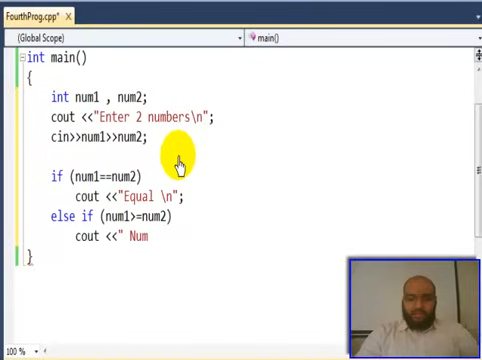 FourthProg.cpp* X
(Global Scope) main()
int main()
{
int num1 , num2;
cout <<"Enter 2 numbers\n";
cin>>num1>>num2;
if (num1==num2)
cout <<"Equal \n";
else if (num1>=num2)
cout <<" Num
}
100 %